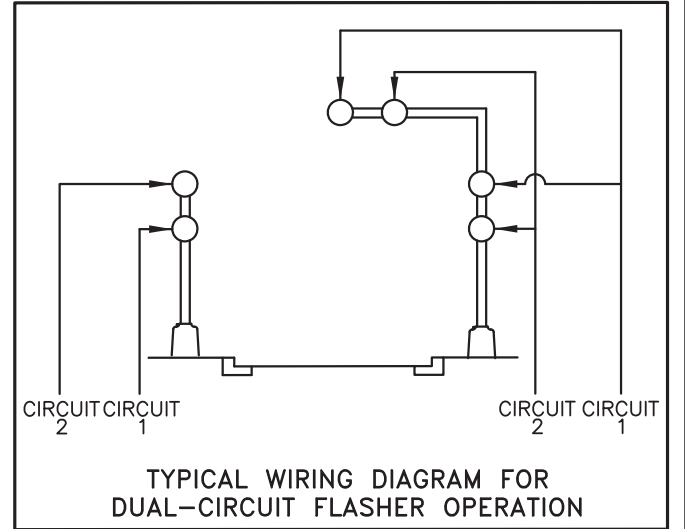 CIRCUIT CIRCUIT CIRCUIT CIRCUIT
2 1 2 1
TYPICAL WIRING DIAGRAM FOR
DUAL-CIRCUIT FLASHER OPERATION